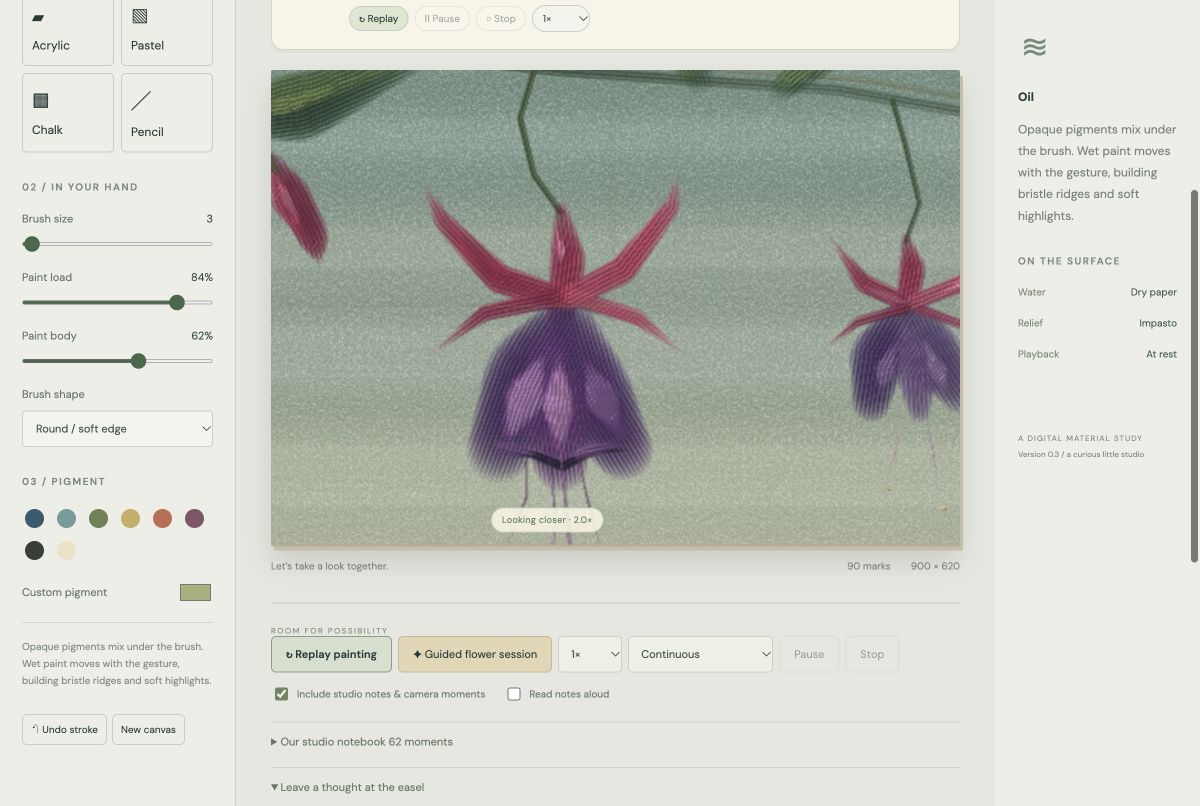 ↻ Replay
II Pause
▫ Stop
1×
Acrylic
Pastel
Chalk
Pencil
02 / IN YOUR HAND
Brush size 3
Paint load 84%
Paint body 62%
Brush shape
Round / soft edge
03 / PIGMENT
Custom pigment
Opaque pigments mix under the brush.
Wet paint moves with the gesture,
building bristle ridges and soft highlights.
Undo stroke
New canvas
Looking closer · 2.0×
Let's take a look together.
90 marks 900 × 620
ROOM FOR POSSIBILITY
↻ Replay painting
✦ Guided flower session
1×
Continuous
Pause
Stop
Include studio notes & camera moments
Read notes aloud
▶ Our studio notebook 62 moments
▼ Leave a thought at the easel
Oil
Opaque pigments mix under
the brush. Wet paint moves
with the gesture, building
bristle ridges and soft
highlights.
ON THE SURFACE
Water Dry paper
Relief Impasto
Playback At rest
A DIGITAL MATERIAL STUDY
Version 0.3 / a curious little studio